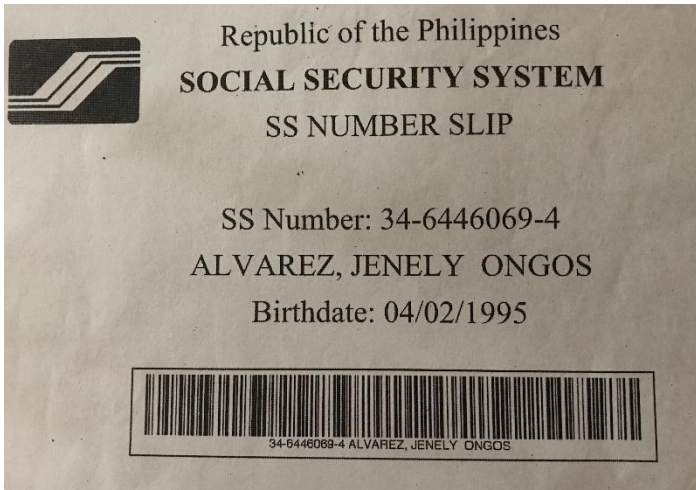 Republic of the Philippines
SOCIAL SECURITY SYSTEM
SS NUMBER SLIP
SS Number: 34-6446069-4
ALVAREZ, JENELY ONGOS
Birthdate: 04/02/1995
34-6446069-4 ALVAREZ, JENELY ONGOS